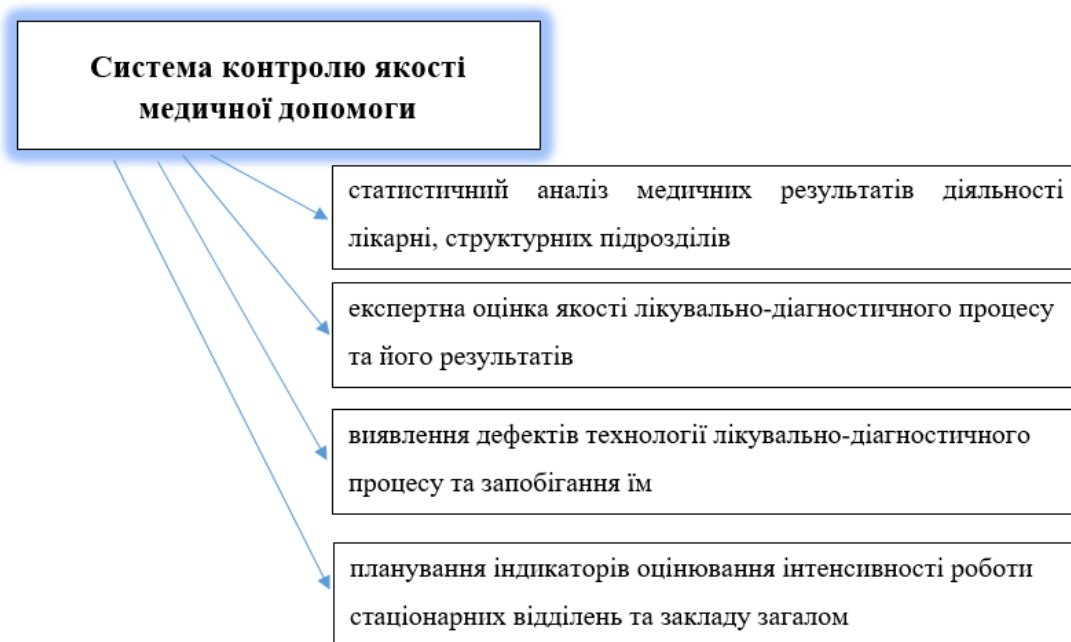 Система контролю якості
медичної допомоги
статистичний аналіз медичних результатів діяльності
лікарні, структурних підрозділів
експертна оцінка якості лікувально-діагностичного процесу
та його результатів
виявлення дефектів технології лікувально-діагностичного
процесу та запобігання їм
планування індикаторів оцінювання інтенсивності роботи
стаціонарних відділень та закладу загалом